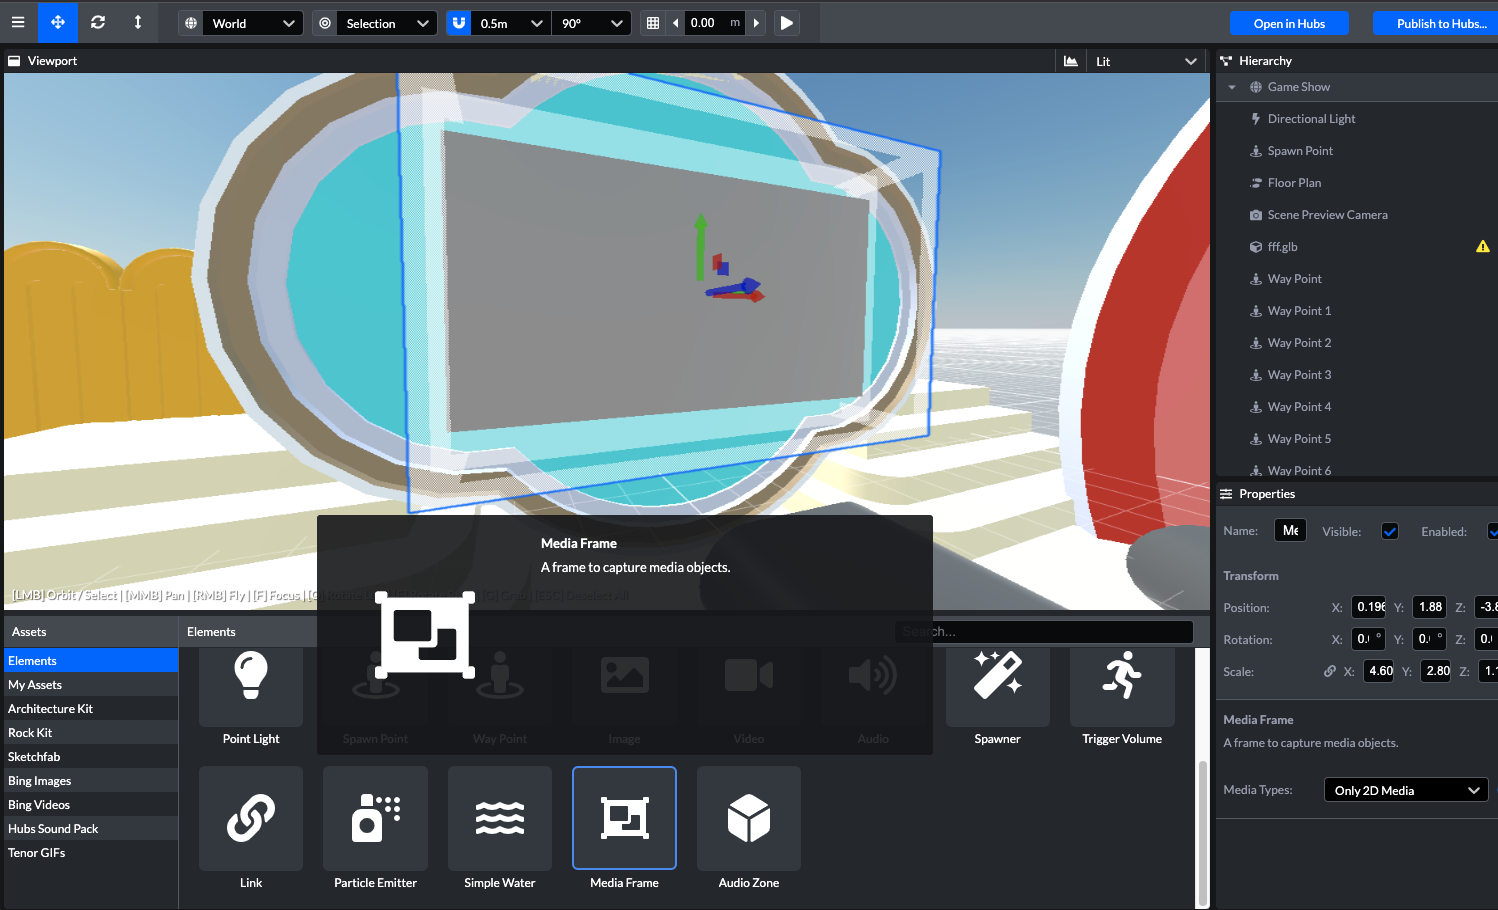 World
Selection
0.5m
90°
0.00 m
Open in Hubs
Publish to Hubs...
Viewport
Lit
Hierarchy
Game Show
Directional Light
Spawn Point
Floor Plan
Scene Preview Camera
fff.glb
Way Point
Way Point 1
Way Point 2
Way Point 3
Way Point 4
Way Point 5
Way Point 6
Properties
Name: Me
Visible:
Enabled:
Transform
Position: X: 0.196 Y: 1.88 Z: -3.8
Rotation: X: 0. ° Y: 0. ° Z: 0.
Scale: X: 4.60 Y: 2.80 Z: 1.
Media Frame
A frame to capture media objects.
Media Types: Only 2D Media
Media Frame
A frame to capture media objects.
[LMB] Orbit / Select | [MMB] Pan | [RMB] Fly | [F] Focus | [Q] | [G] Grab | [ESC] Deselect All
Assets
Elements
My Assets
Architecture Kit
Rock Kit
Sketchfab
Bing Images
Bing Videos
Hubs Sound Pack
Tenor GIFs
Elements
Search...
Point Light
Spawn Point
Way Point
Image
Video
Audio
Spawner
Trigger Volume
Link
Particle Emitter
Simple Water
Media Frame
Audio Zone